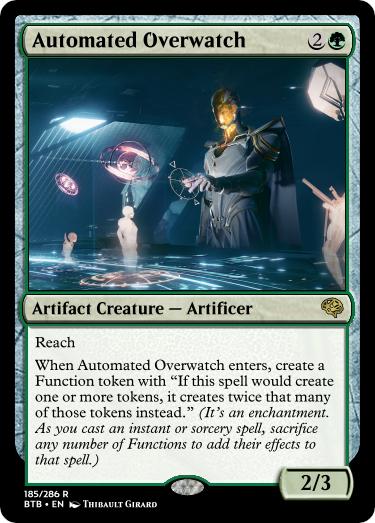 Automated Overwatch 2
Artifact Creature — Artificer
Reach
When Automated Overwatch enters, create a
Function token with “If this spell would create
one or more tokens, it creates twice that many
of those tokens instead.” (It’s an enchantment.
As you cast an instant or sorcery spell, sacrifice
any number of Functions to add their effects to
that spell.)
2/3
185/286 R
BTB • EN Thibault Girard